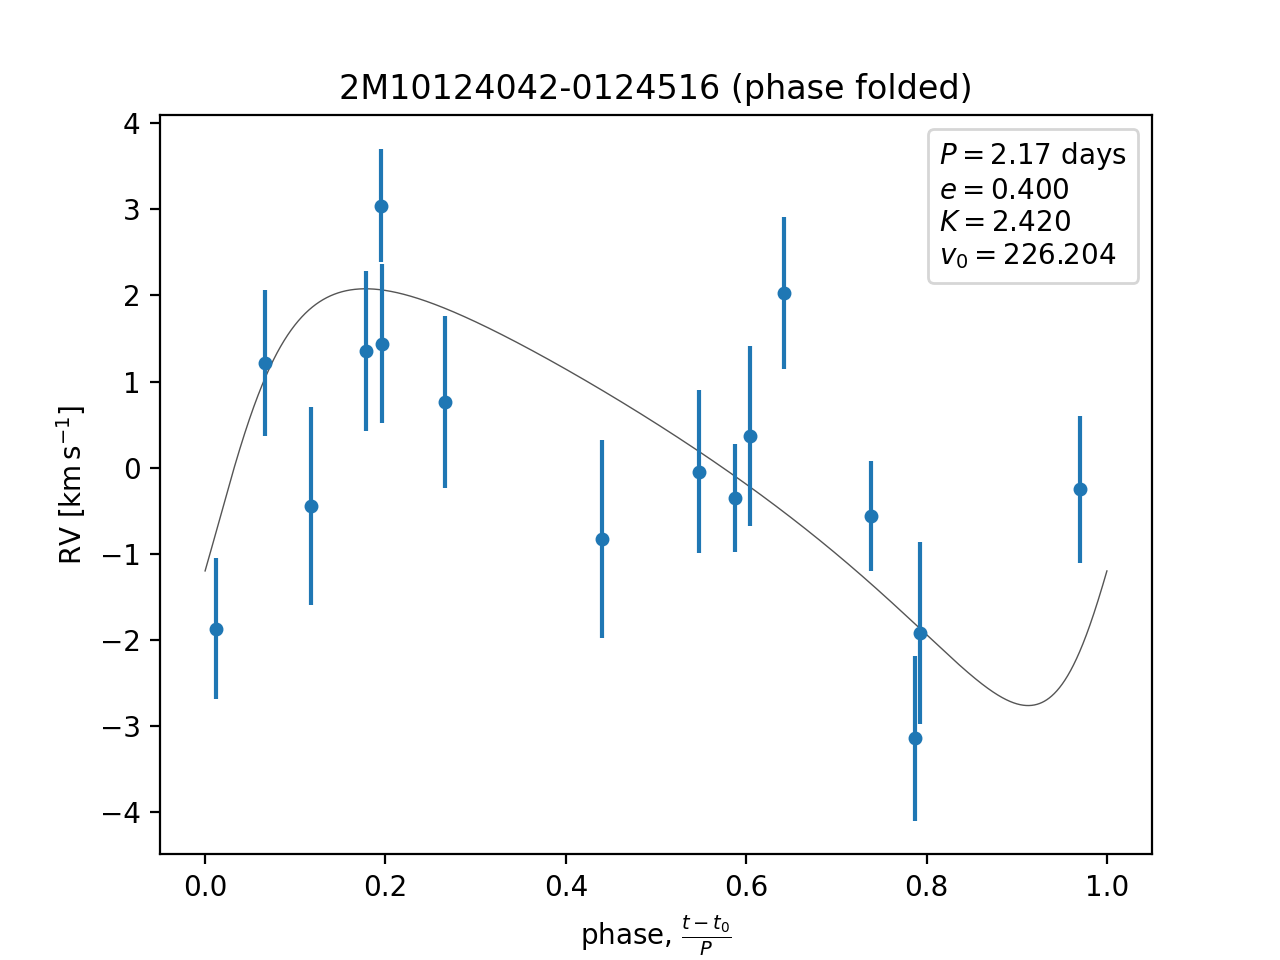 2M10124042-0124516 (phase folded)
P = 2.17 days
e = 0.400
K = 2.420
v₀ = 226.204
RV [km s⁻¹]
4
3
2
1
0
−1
−2
−3
−4
0.0 0.2 0.4 0.6 0.8 1.0
phase, (t − t₀)/P